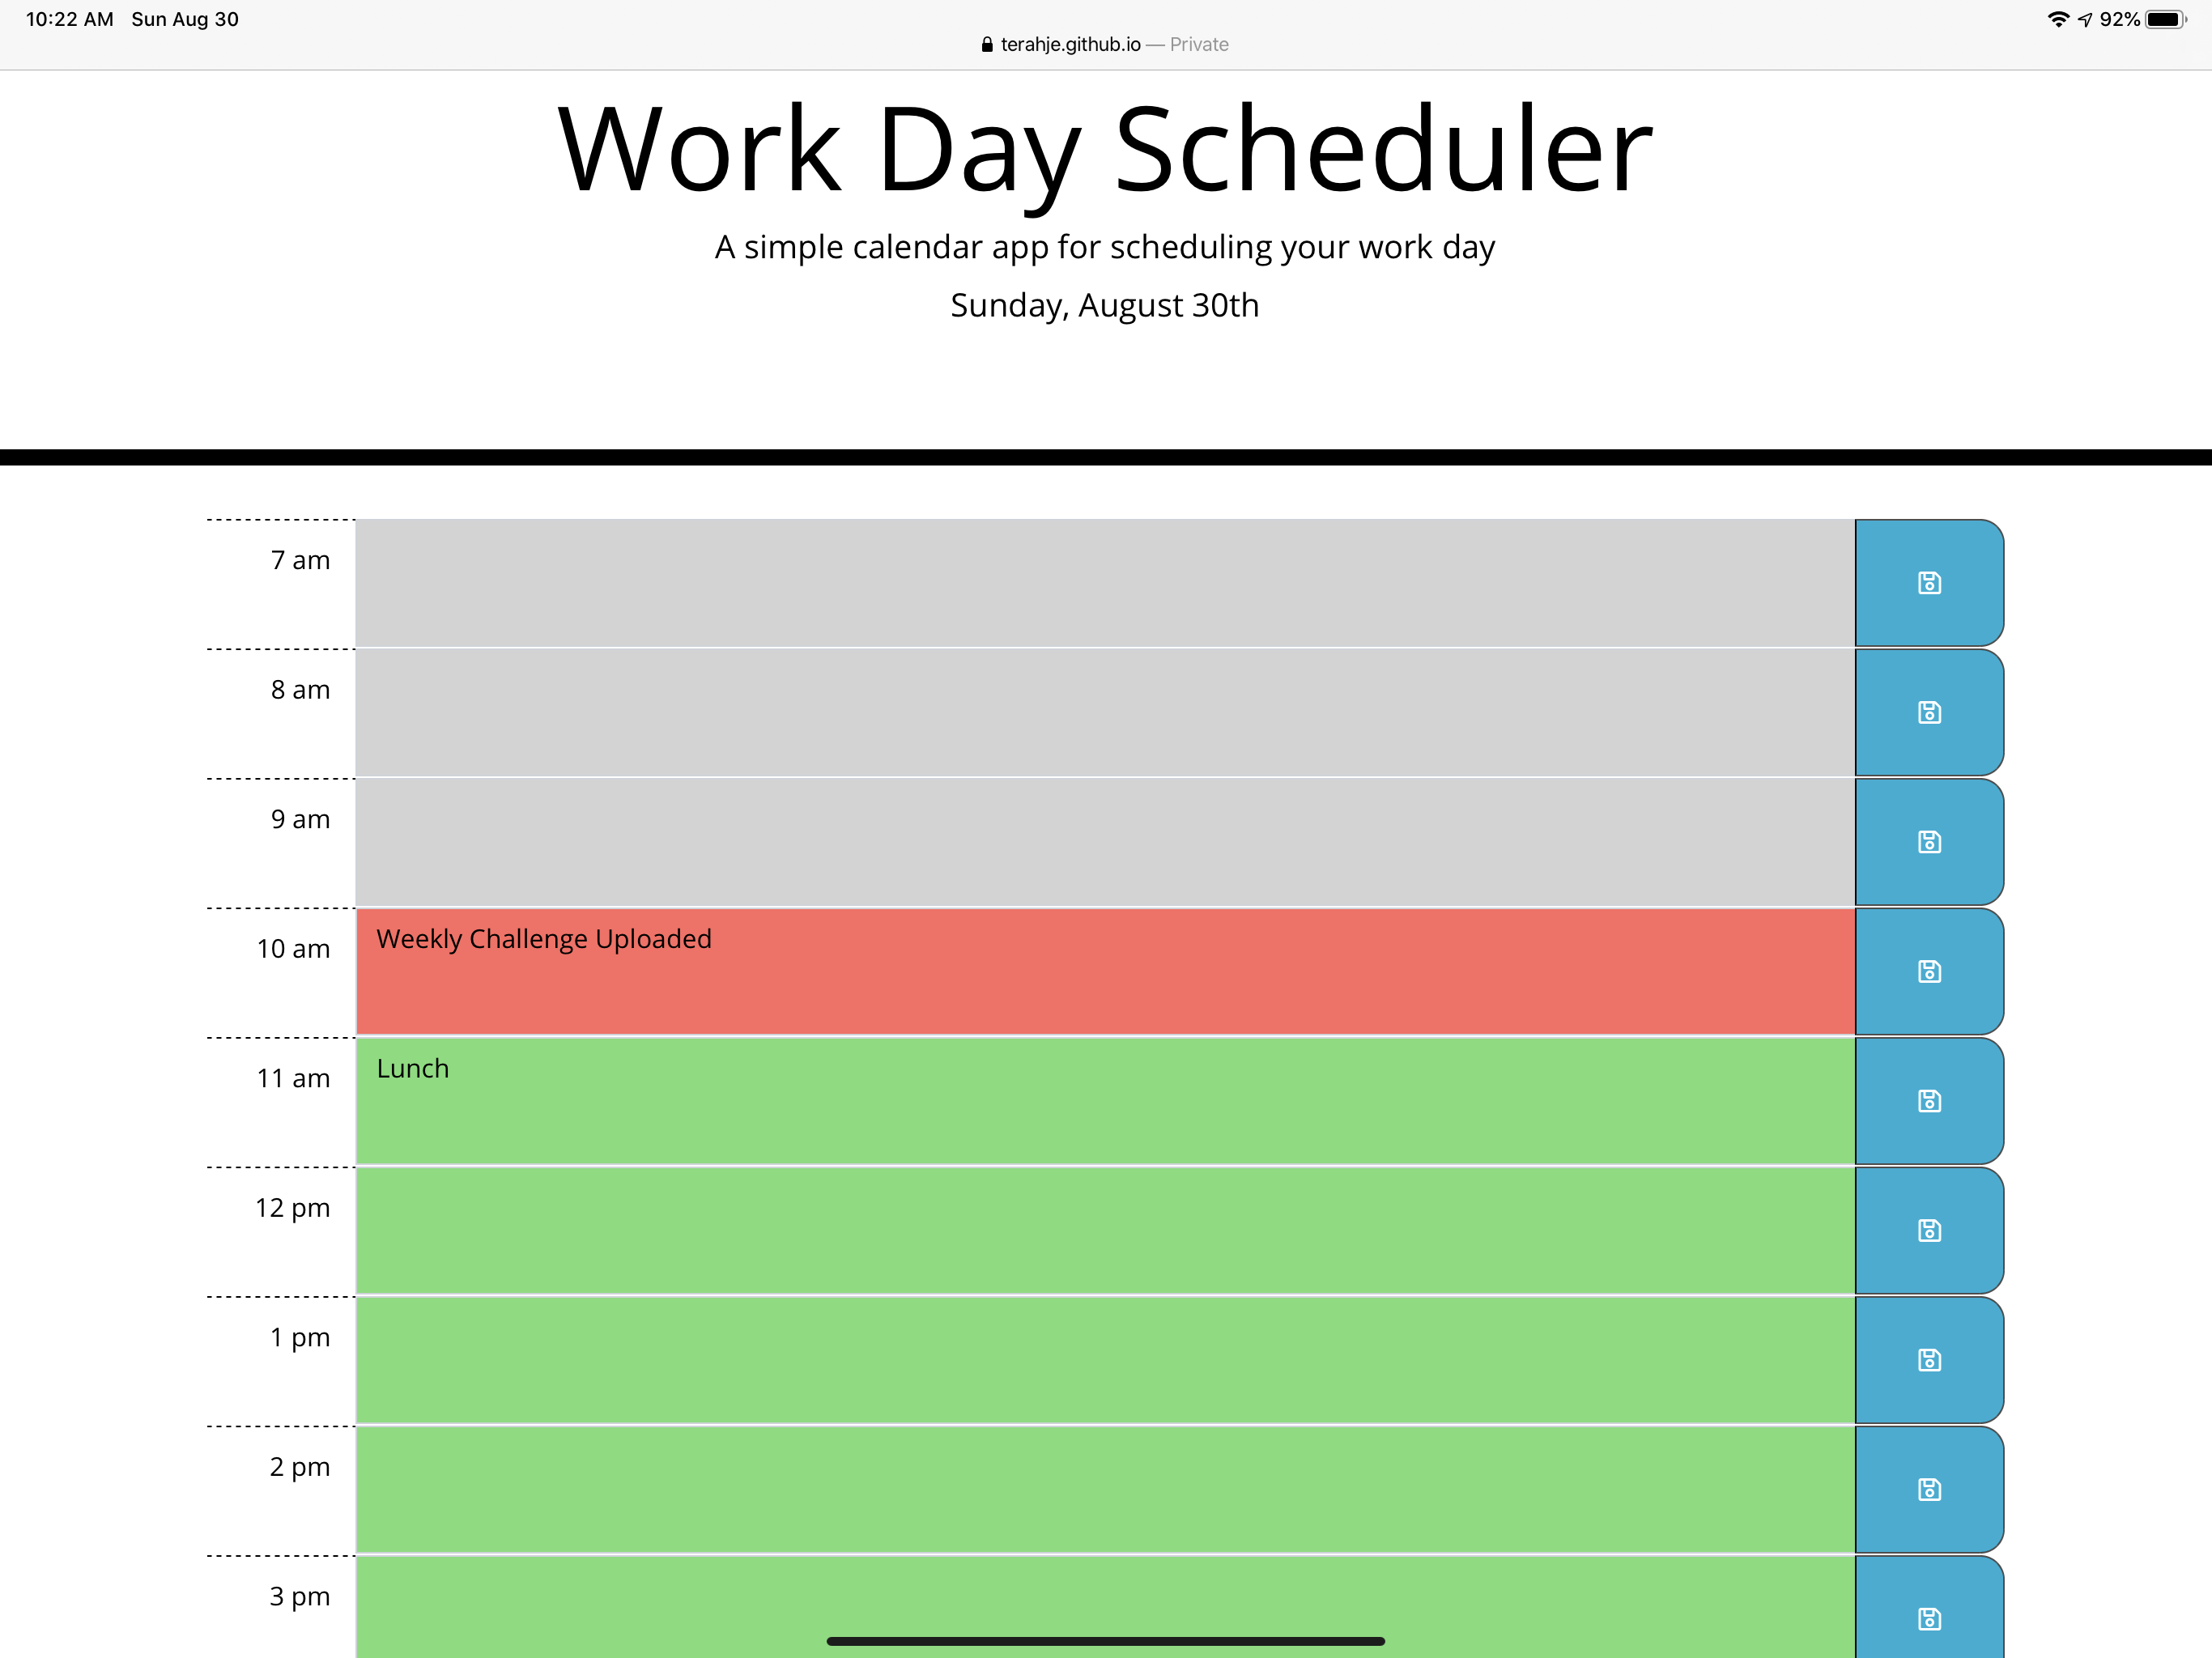 10:22 AM Sun Aug 30
92%
terahje.github.io — Private
Work Day Scheduler
A simple calendar app for scheduling your work day
Sunday, August 30th
7 am
8 am
9 am
10 am Weekly Challenge Uploaded
11 am Lunch
12 pm
1 pm
2 pm
3 pm